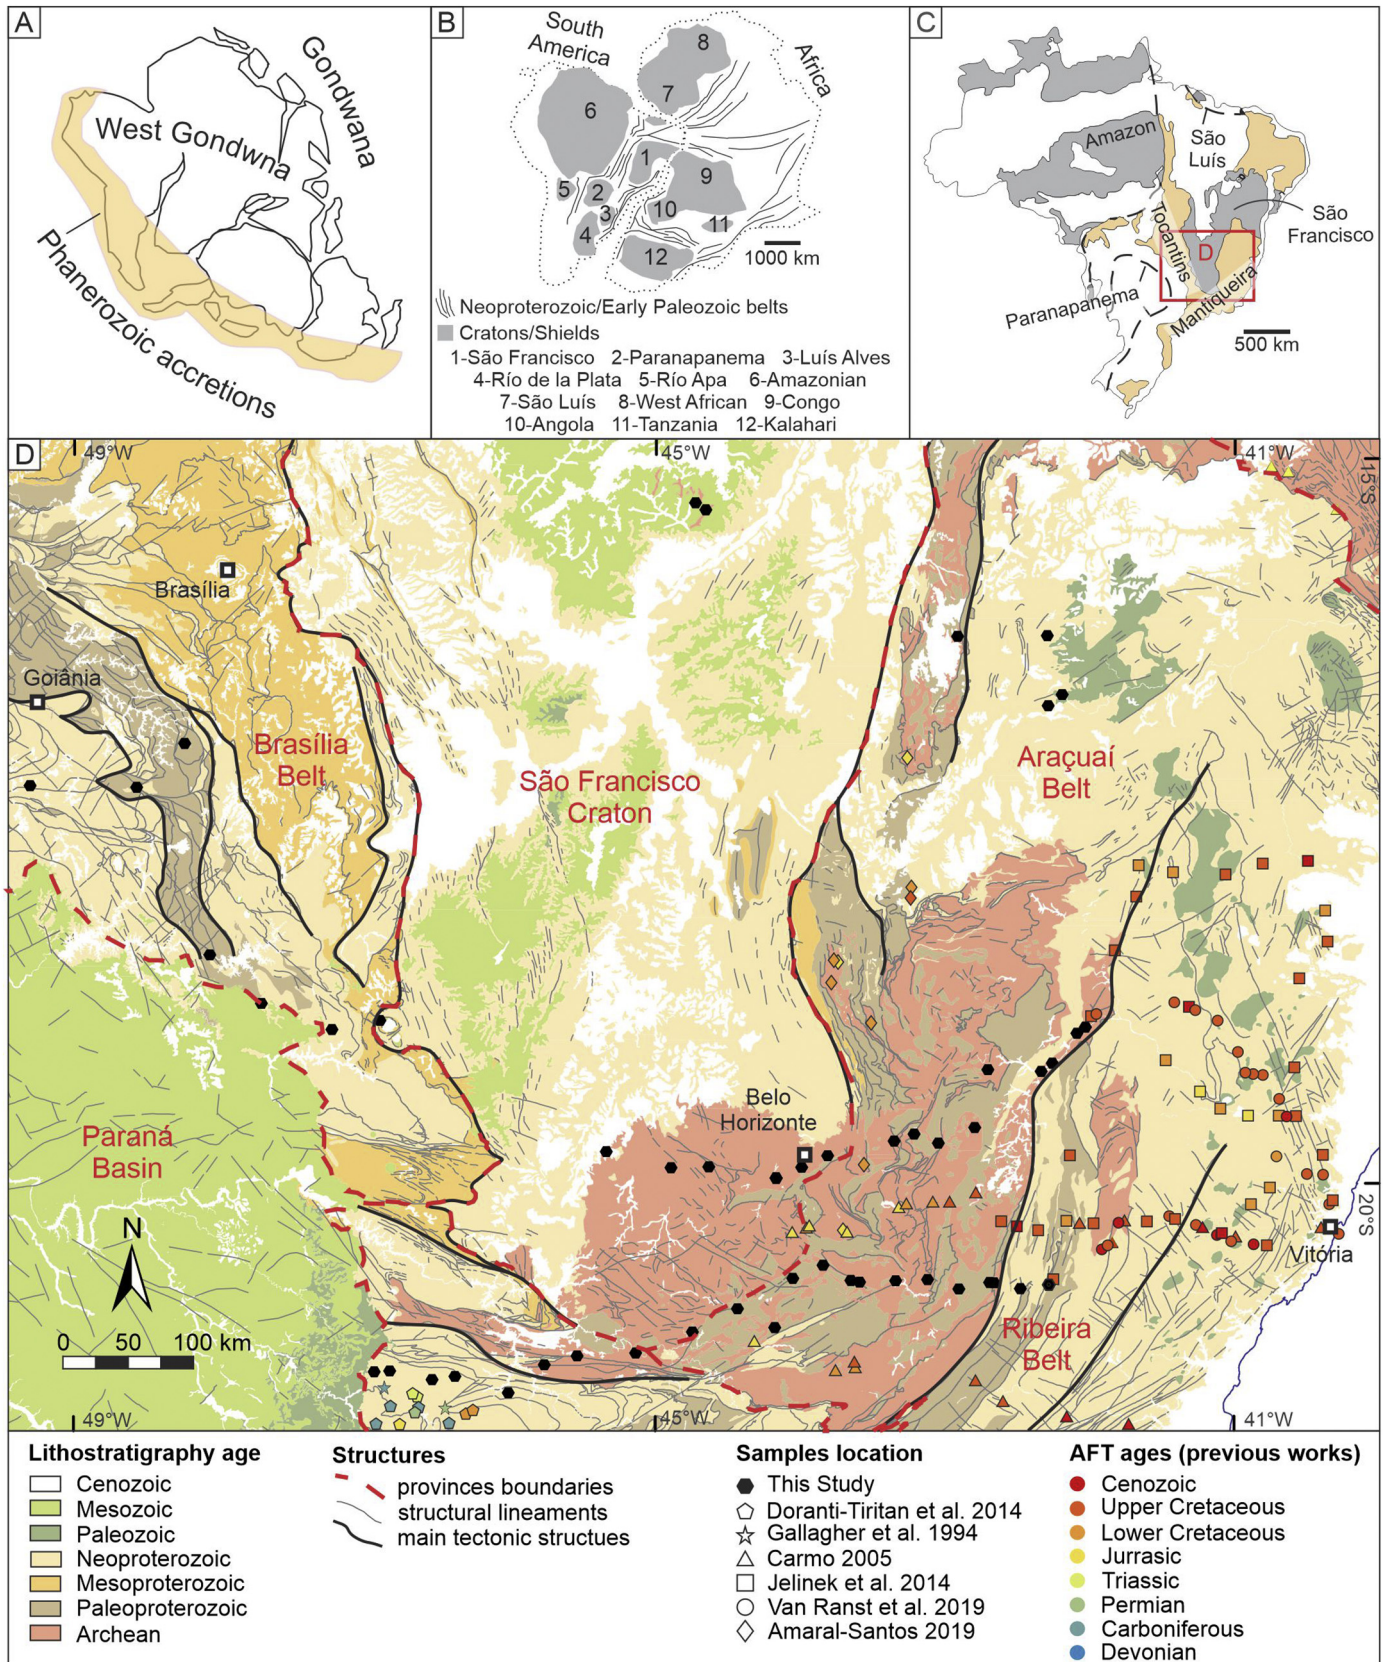 A
Gondwana
West Gondwna
Phanerozoic accretions
B
South
America
Africa
8
7
6
1
9
5
2
3
10
11
4
12
1000 km
Neoproterozoic/Early Paleozoic belts
Cratons/Shields
1-São Francisco 2-Paranapanema 3-Luís Alves
4-Río de la Plata 5-Río Apa 6-Amazonian
7-São Luís 8-West African 9-Congo
10-Angola 11-Tanzania 12-Kalahari
C
Amazon
São
Luís
São
Francisco
Tocantins
D
Mantiqueira
Paranapanema
500 km
D
49°W
45°W
41°W
15°S
Brasília
Goiânia
Brasília
Belt
São Francisco
Craton
Araçuaí
Belt
Belo
Horizonte
Paraná
Basin
N
20°S
Vitória
Ribeira
Belt
0 50 100 km
49°W
45°W
41°W
Lithostratigraphy age
Cenozoic
Mesozoic
Paleozoic
Neoproterozoic
Mesoproterozoic
Paleoproterozoic
Archean
Structures
provinces boundaries
structural lineaments
main tectonic structues
Samples location
This Study
Doranti-Tiritan et al. 2014
Gallagher et al. 1994
Carmo 2005
Jelinek et al. 2014
Van Ranst et al. 2019
Amaral-Santos 2019
AFT ages (previous works)
Cenozoic
Upper Cretaceous
Lower Cretaceous
Jurrasic
Triassic
Permian
Carboniferous
Devonian